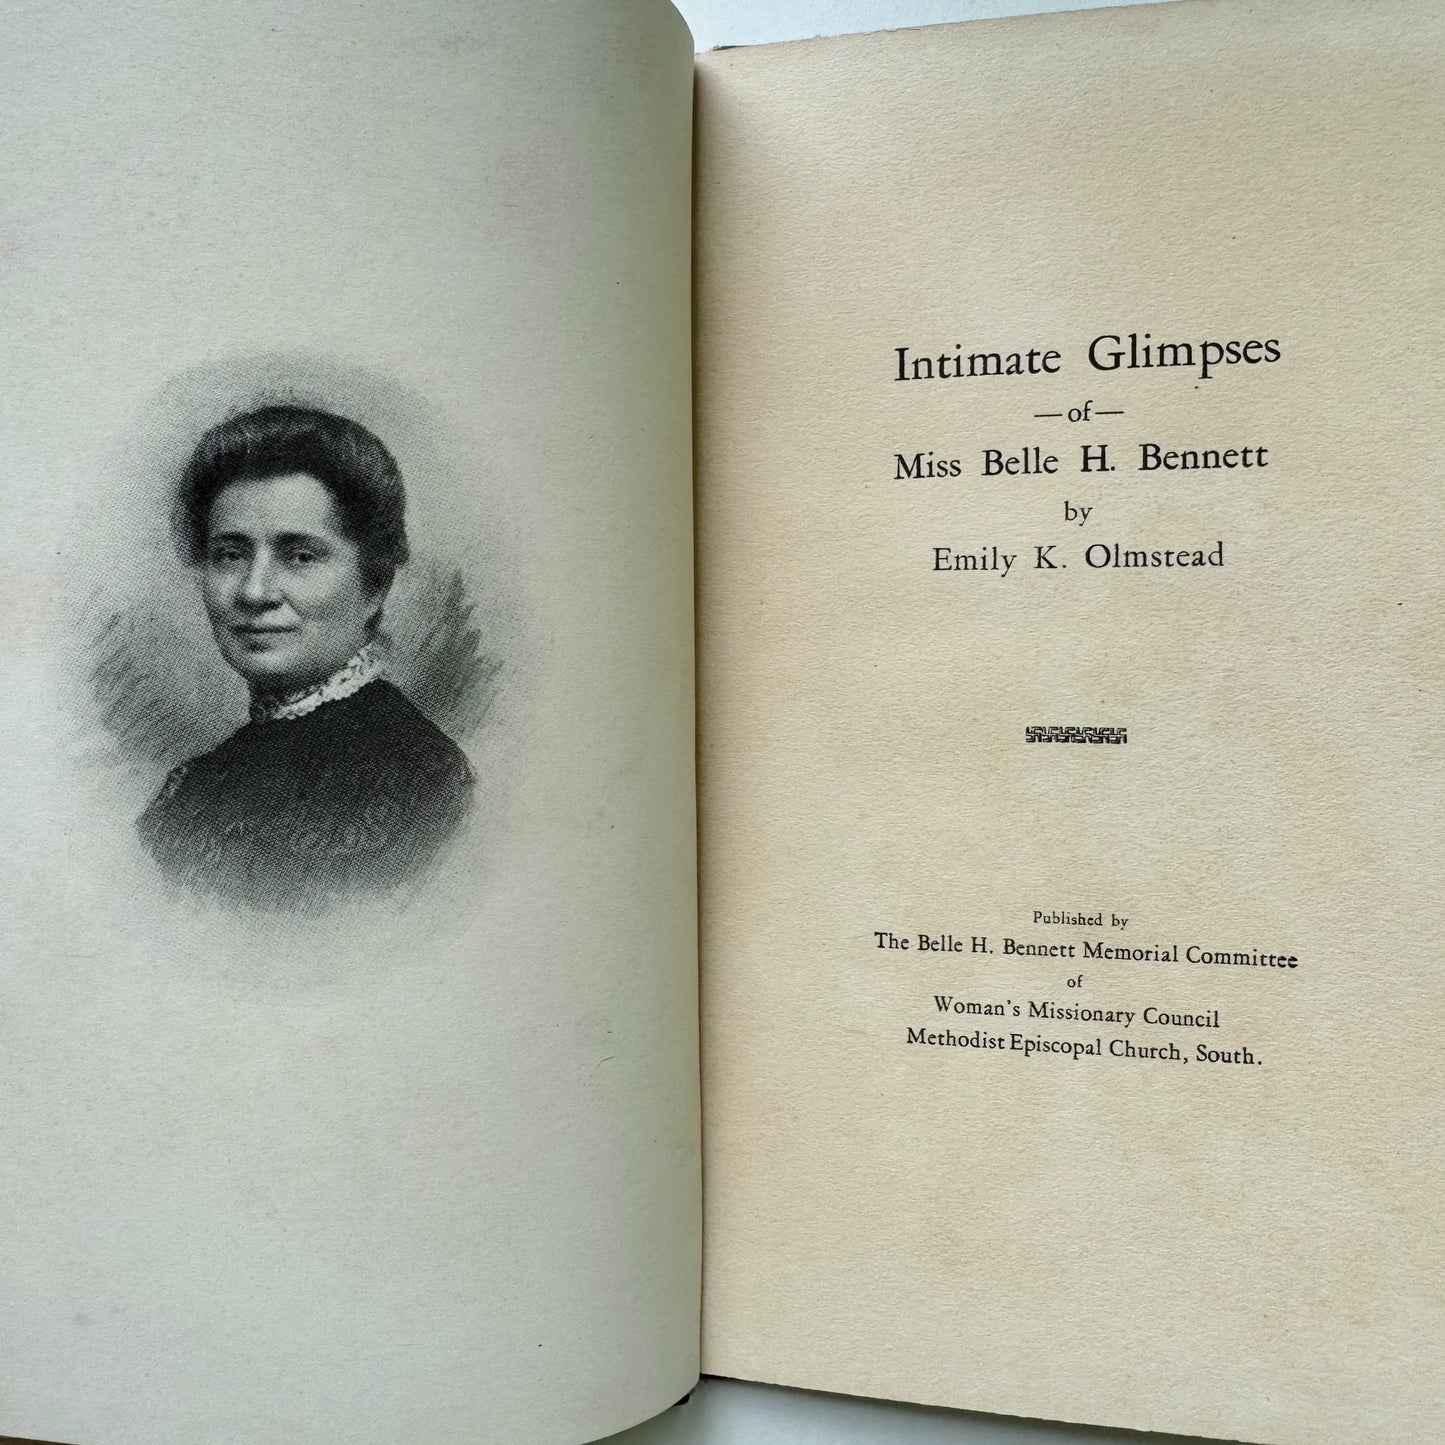 Intimate Glimpses
—of—
Miss Belle H. Bennett
by
Emily K. Olmstead
Published by
The Belle H. Bennett Memorial Committee
of
Woman's Missionary Council
Methodist Episcopal Church, South.